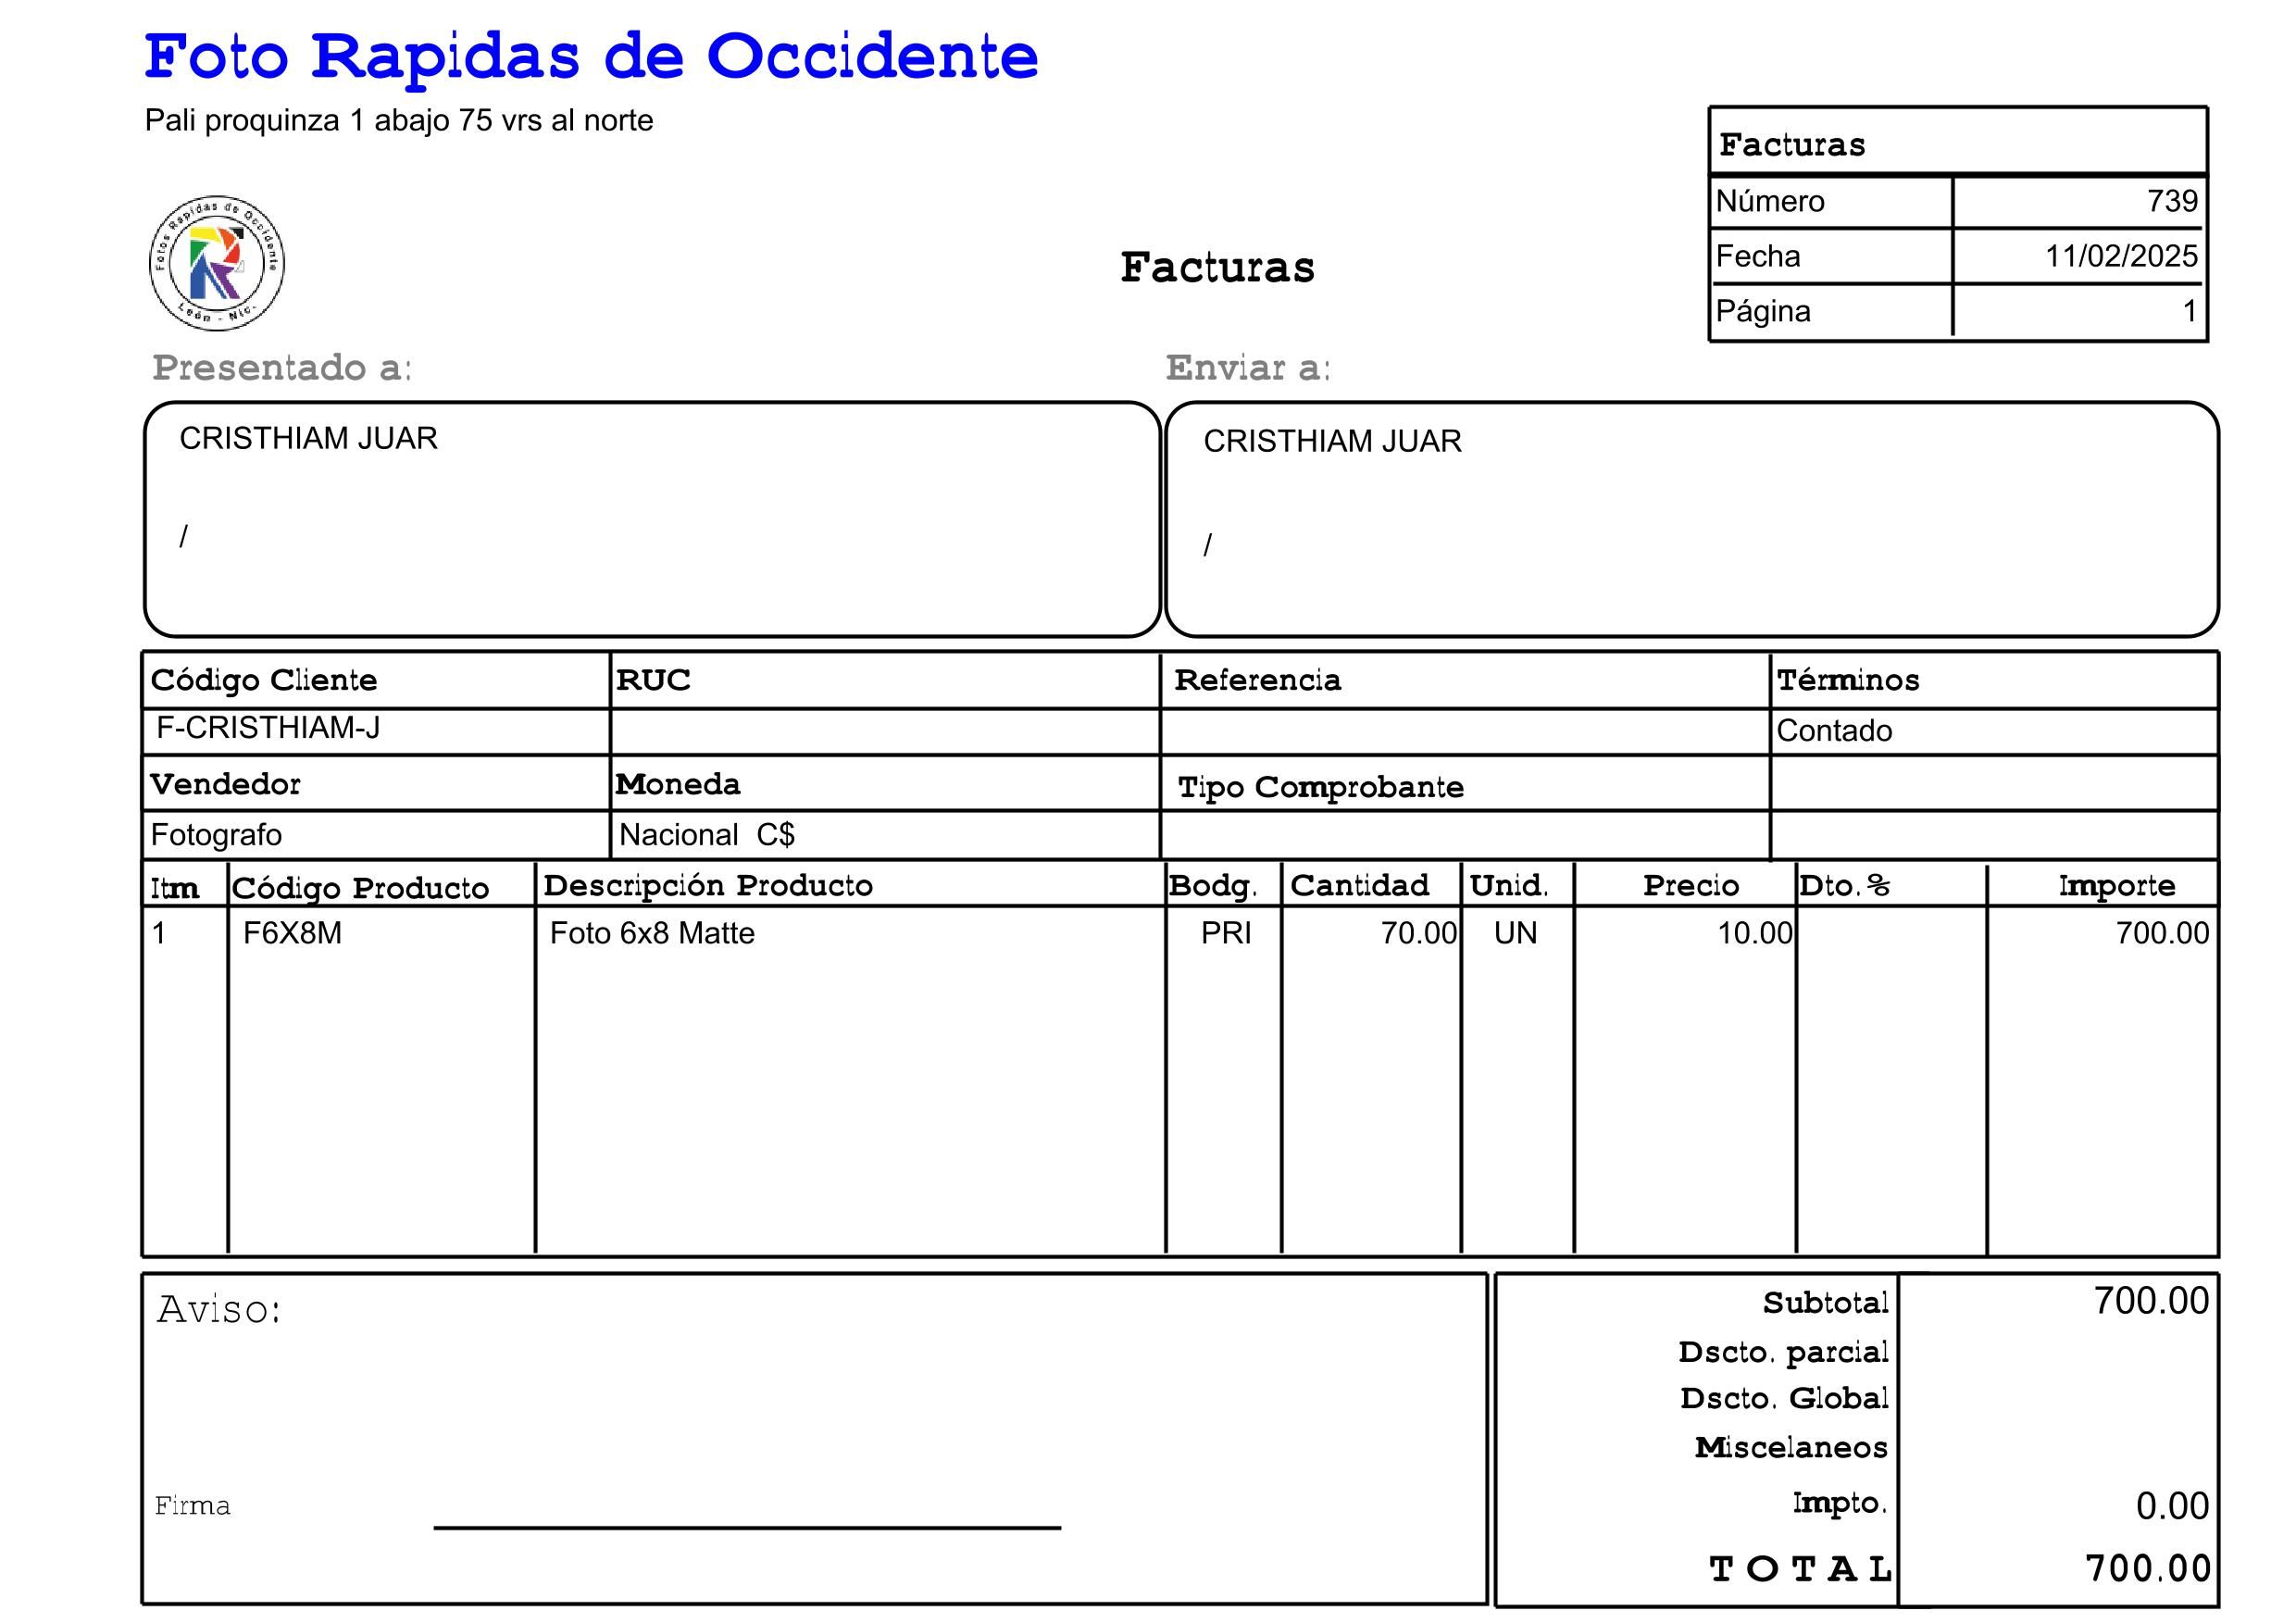 Foto Rapidas de Occidente
Pali proquinza 1 abajo 75 vrs al norte
Facturas
Número 739
Fecha 11/02/2025
Página 1
Fotos Rapidas de Occidente
León - Nic.
Facturas
Presentado a: Enviar a:
CRISTHIAM JUAR CRISTHIAM JUAR
/ /
Código Cliente RUC Referencia Términos
F-CRISTHIAM-J Contado
Vendedor Moneda Tipo Comprobante
Fotografo Nacional C$
Itm Código Producto Descripción Producto Bodg. Cantidad Unid. Precio Dto.% Importe
1 F6X8M Foto 6x8 Matte PRI 70.00 UN 10.00 700.00
Aviso:
Subtotal 700.00
Dscto. parcial
Dscto. Global
Miscelaneos
Firma
Impto. 0.00
TOTAL 700.00